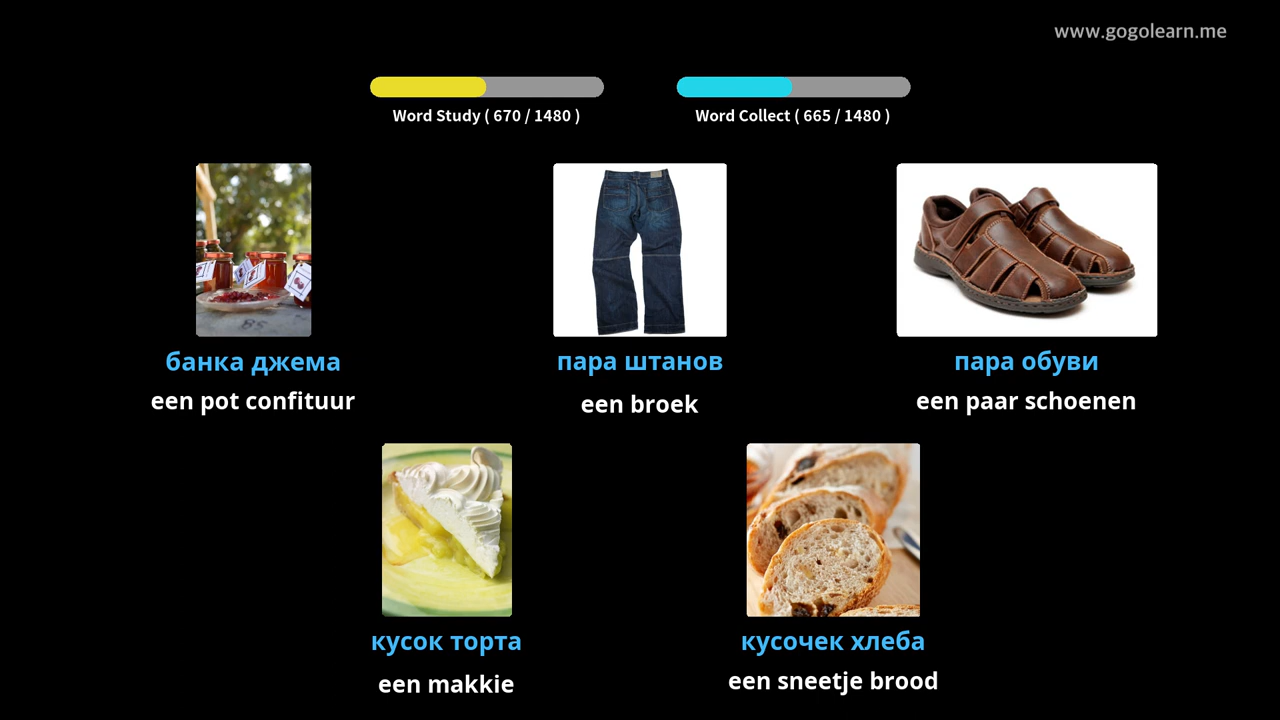 www.gogolearn.me
Word Study ( 670 / 1480 )
Word Collect ( 665 / 1480 )
банка джема
пара штанов
пара обуви
een pot confituur
een broek
een paar schoenen
кусок торта
кусочек хлеба
een makkie
een sneetje brood